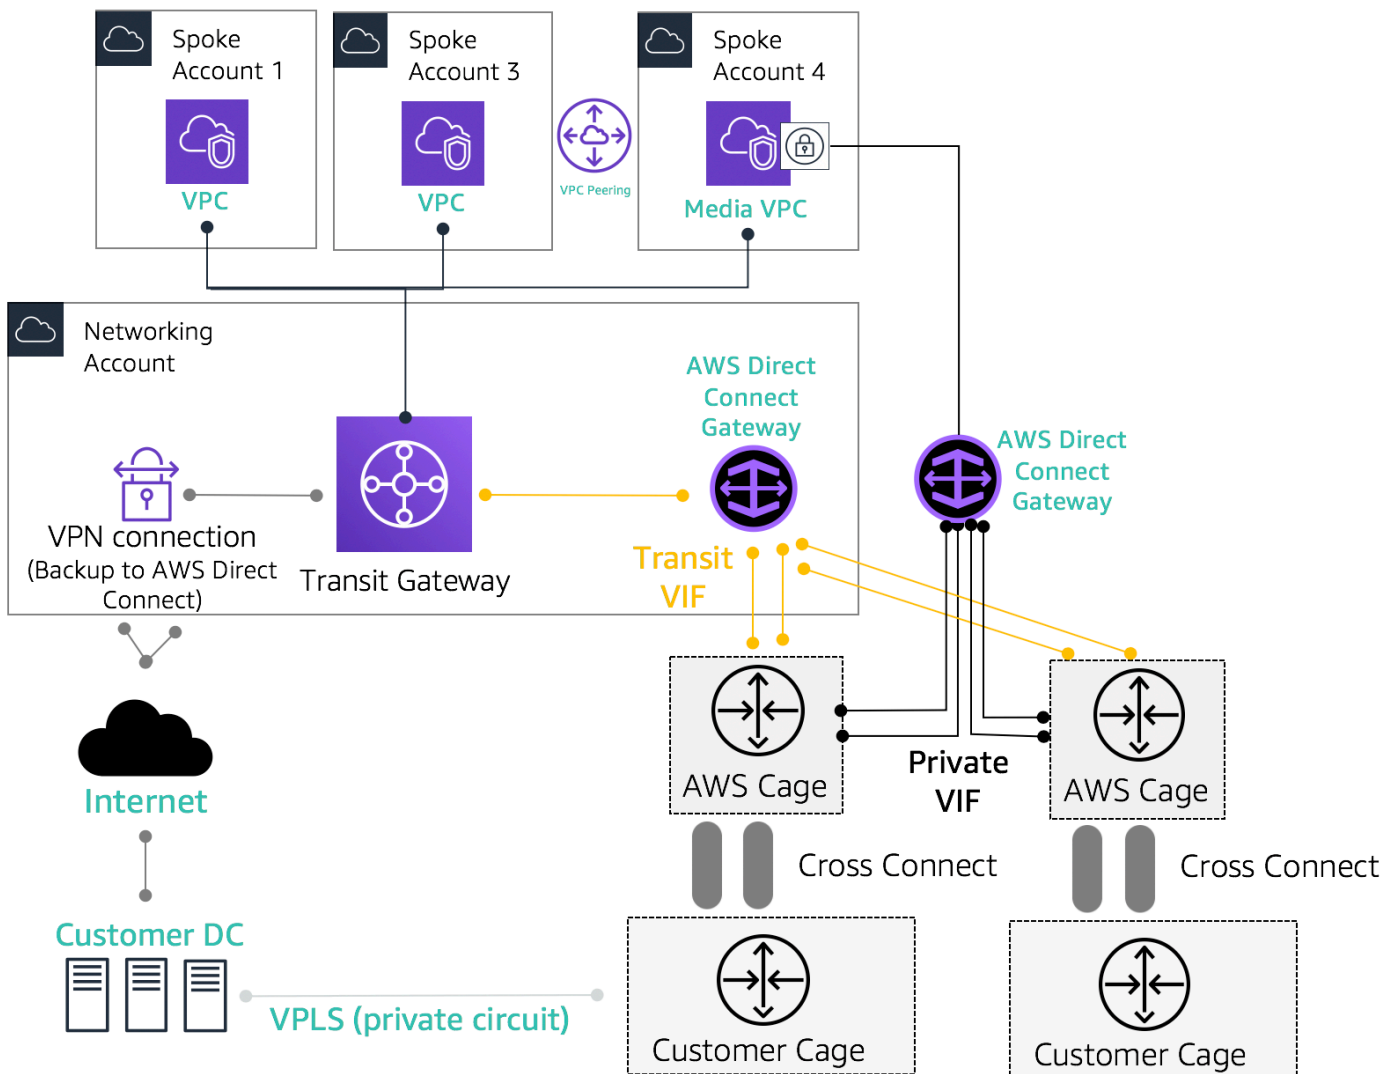 Spoke
Account 1
VPC
Spoke
Account 3
VPC
VPC Peering
Spoke
Account 4
Media VPC
Networking
Account
VPN connection
(Backup to AWS Direct
Connect)
Transit Gateway
AWS Direct
Connect
Gateway
Transit
VIF
AWS Direct
Connect
Gateway
Private
VIF
AWS Cage
AWS Cage
Cross Connect
Cross Connect
Internet
Customer DC
VPLS (private circuit)
Customer Cage
Customer Cage